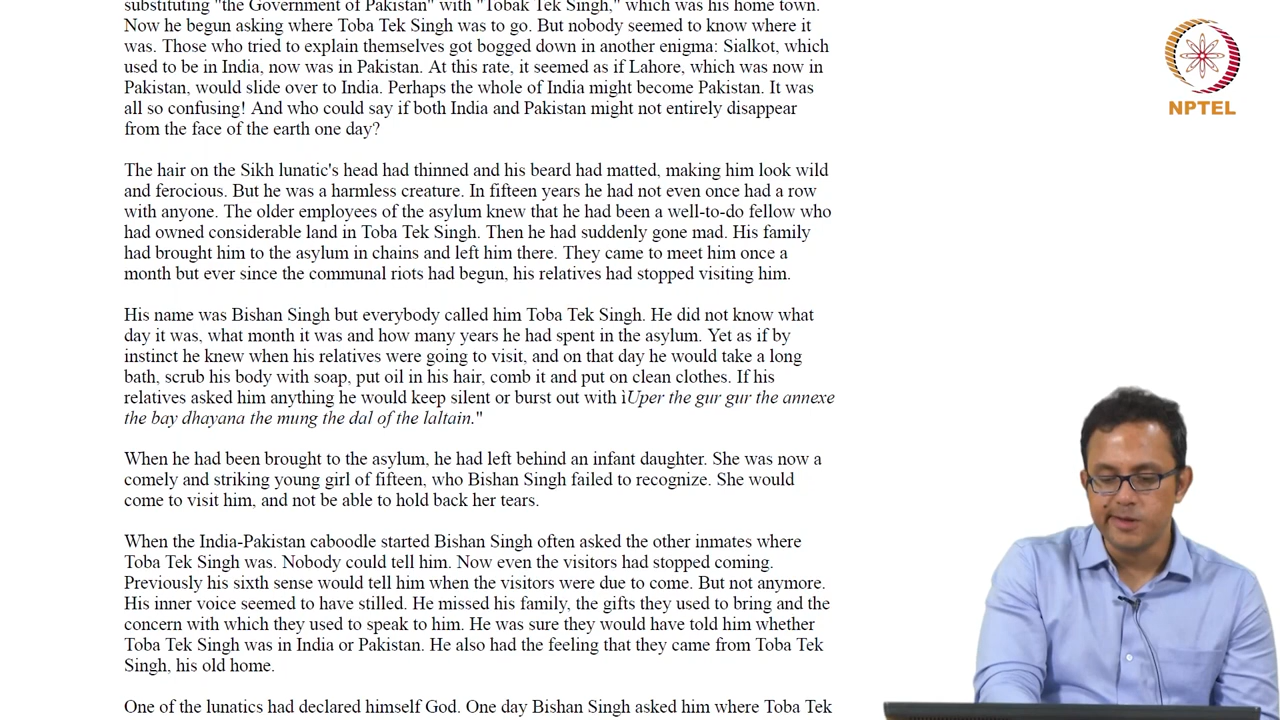 substituting "the Government of Pakistan" with "Tobak Tek Singh," which was his home town.
Now he begun asking where Toba Tek Singh was to go. But nobody seemed to know where it
was. Those who tried to explain themselves got bogged down in another enigma: Sialkot, which
used to be in India, now was in Pakistan. At this rate, it seemed as if Lahore, which was now in
Pakistan, would slide over to India. Perhaps the whole of India might become Pakistan. It was
all so confusing! And who could say if both India and Pakistan might not entirely disappear
from the face of the earth one day?
The hair on the Sikh lunatic's head had thinned and his beard had matted, making him look wild
and ferocious. But he was a harmless creature. In fifteen years he had not even once had a row
with anyone. The older employees of the asylum knew that he had been a well-to-do fellow who
had owned considerable land in Toba Tek Singh. Then he had suddenly gone mad. His family
had brought him to the asylum in chains and left him there. They came to meet him once a
month but ever since the communal riots had begun, his relatives had stopped visiting him.
His name was Bishan Singh but everybody called him Toba Tek Singh. He did not know what
day it was, what month it was and how many years he had spent in the asylum. Yet as if by
instinct he knew when his relatives were going to visit, and on that day he would take a long
bath, scrub his body with soap, put oil in his hair, comb it and put on clean clothes. If his
relatives asked him anything he would keep silent or burst out with ìUper the gur gur the annexe
the bay dhayana the mung the dal of the laltain."
When he had been brought to the asylum, he had left behind an infant daughter. She was now a
comely and striking young girl of fifteen, who Bishan Singh failed to recognize. She would
come to visit him, and not be able to hold back her tears.
When the India-Pakistan caboodle started Bishan Singh often asked the other inmates where
Toba Tek Singh was. Nobody could tell him. Now even the visitors had stopped coming.
Previously his sixth sense would tell him when the visitors were due to come. But not anymore.
His inner voice seemed to have stilled. He missed his family, the gifts they used to bring and the
concern with which they used to speak to him. He was sure they would have told him whether
Toba Tek Singh was in India or Pakistan. He also had the feeling that they came from Toba Tek
Singh, his old home.
One of the lunatics had declared himself God. One day Bishan Singh asked him where Toba Tek
NPTEL